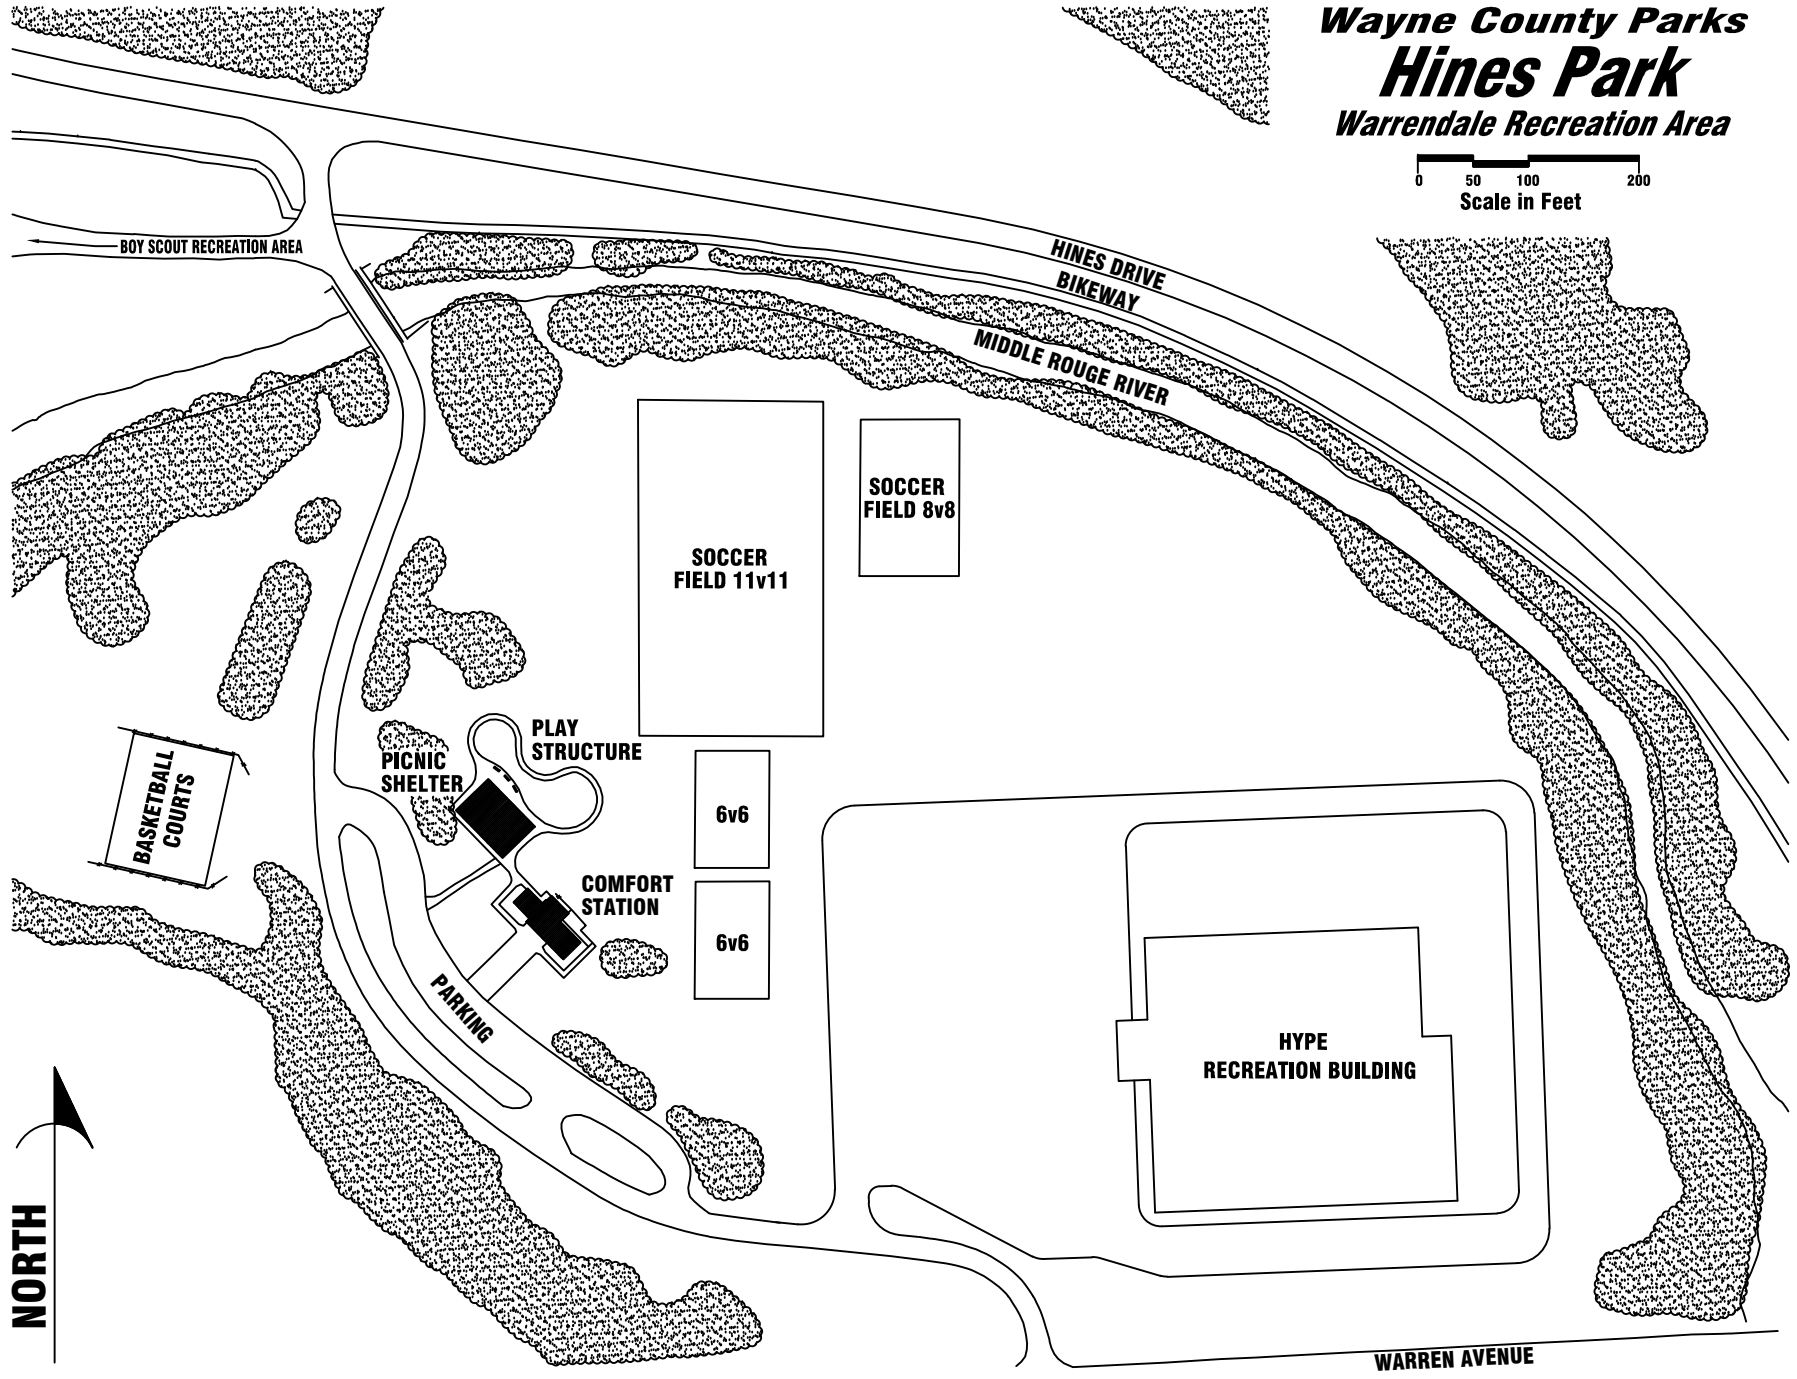 Wayne County Parks
Hines Park
Warrendale Recreation Area
0 50 100 200
Scale in Feet
BOY SCOUT RECREATION AREA
HINES DRIVE
BIKEWAY
MIDDLE ROUGE RIVER
SOCCER
FIELD 8v8
SOCCER
FIELD 11v11
PLAY
STRUCTURE
PICNIC
SHELTER
BASKETBALL
COURTS
6v6
COMFORT
STATION
6v6
PARKING
HYPE
RECREATION BUILDING
NORTH
WARREN AVENUE